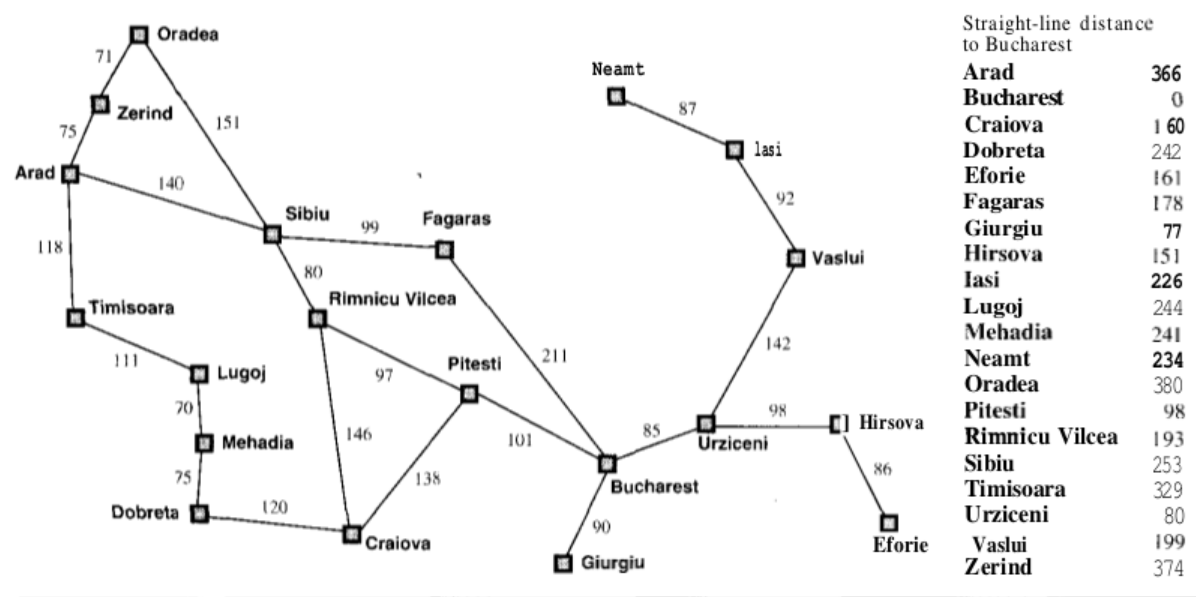 Oradea
71
Neamt
87
Zerind
151
75
Iasi
Arad
140
92
Sibiu
99
Fagaras
118
80
Vaslui
Timisoara
Rimnicu Vilcea
142
111
Lugoj
97
Pitesti
211
70
98
Hirsova
Mehadia
146
101
85
Urziceni
75
138
86
Dobreta
120
Bucharest
90
Craiova
Eforie
Giurgiu
Straight-line distance
to Bucharest
Arad 366
Bucharest 0
Craiova 160
Dobreta 242
Eforie 161
Fagaras 178
Giurgiu 77
Hirsova 151
Iasi 226
Lugoj 244
Mehadia 241
Neamt 234
Oradea 380
Pitesti 98
Rimnicu Vilcea 193
Sibiu 253
Timisoara 329
Urziceni 80
Vaslui 199
Zerind 374